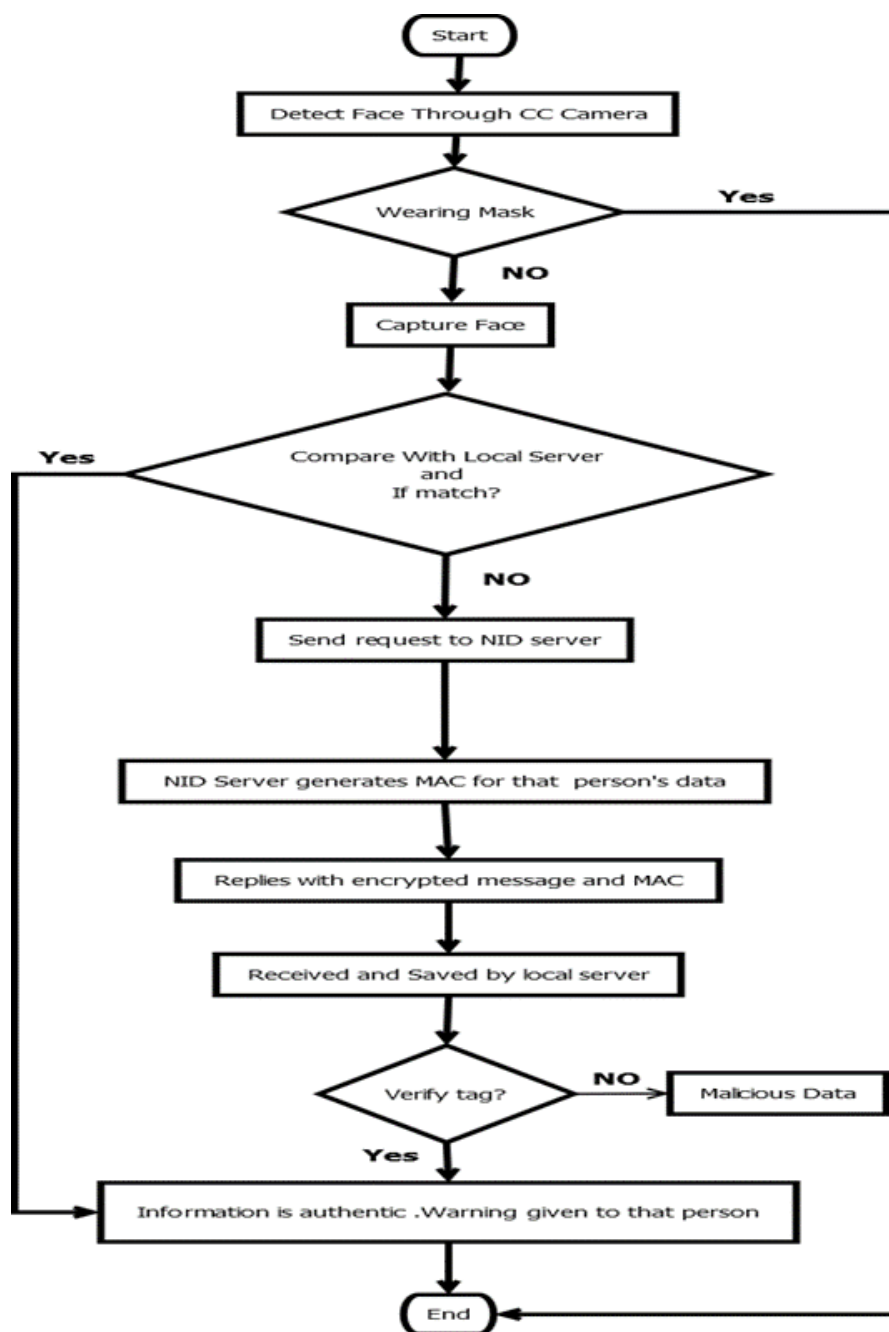 Start
Detect Face Through CC Camera
Wearing Mask
Yes
NO
Capture Face
Yes
Compare With Local Server
and
If match?
NO
Send request to NID server
NID Server generates MAC for that person's data
Replies with encrypted message and MAC
Received and Saved by local server
Verify tag?
NO
Malicious Data
Yes
Information is authentic .Warning given to that person
End